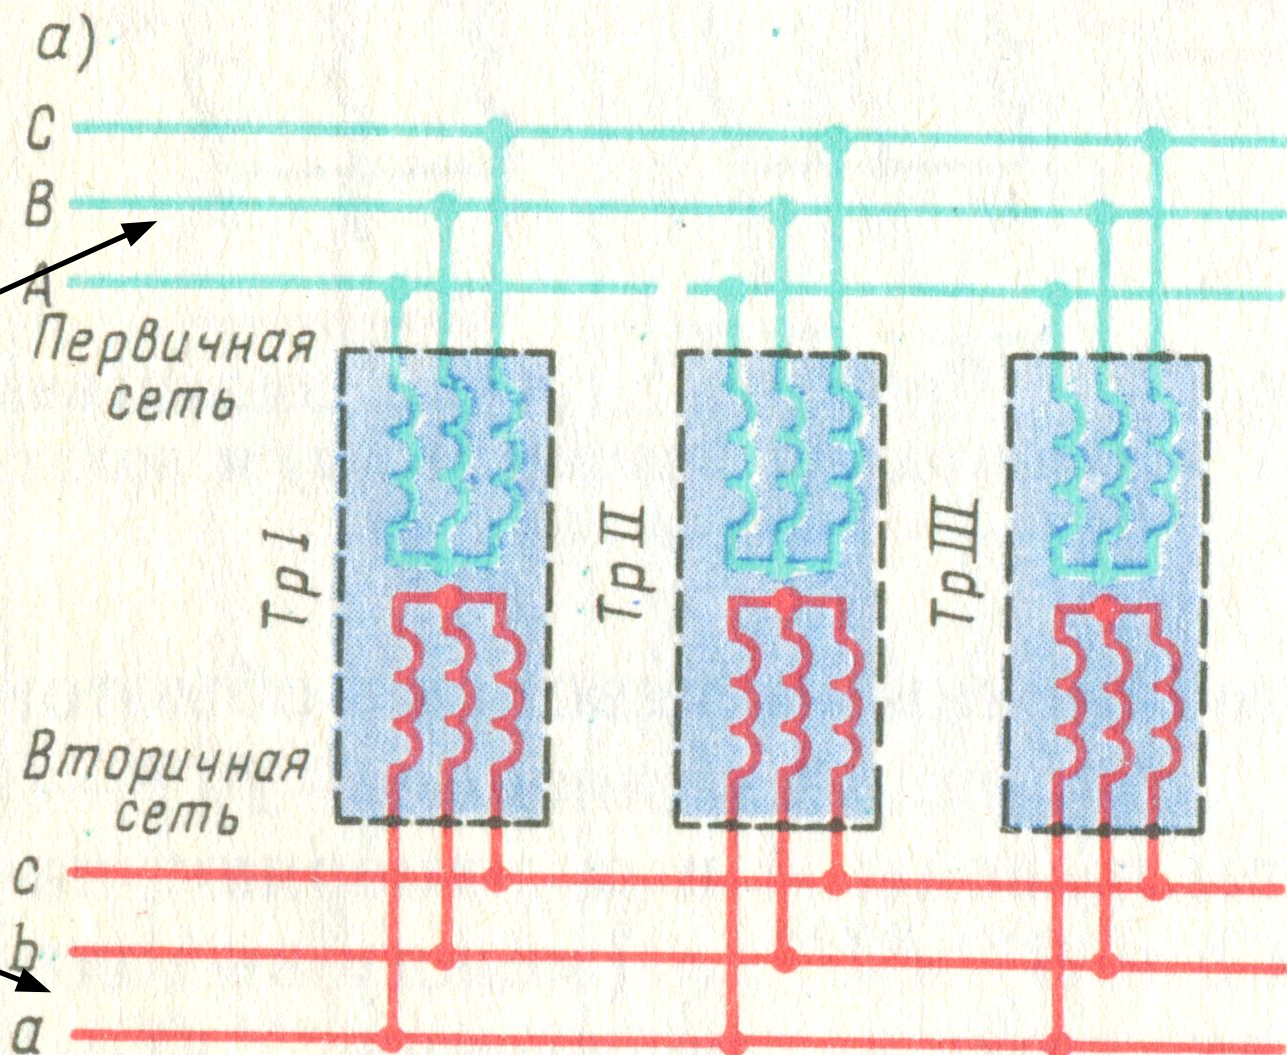 а)
C
B
A
Первичная
сеть
Тр I
Тр II
Тр III
Вторичная
сеть
c
b
a